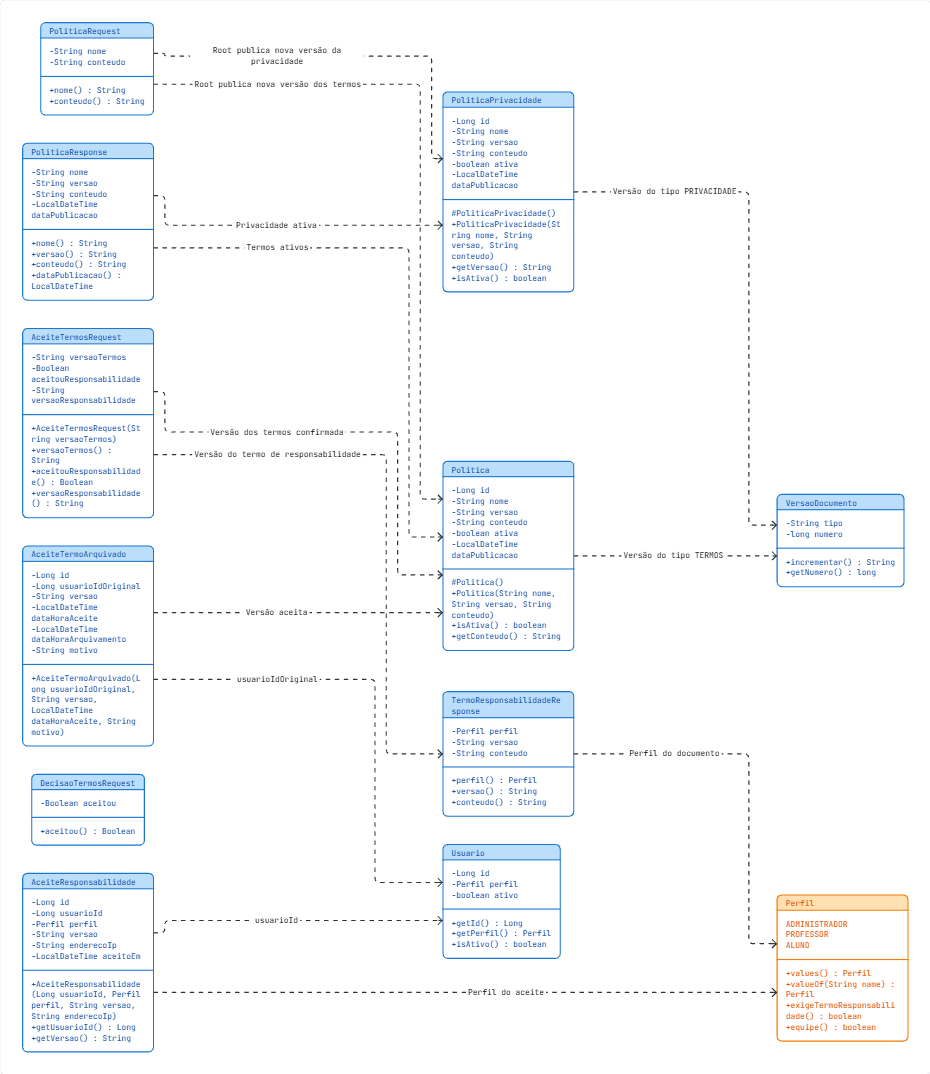 PoliticaRequest
-String nome
-String conteudo
+nome() : String
+conteudo() : String
Root publica nova versão da
privacidade
Root publica nova versão dos termos
PoliticaPrivacidade
-Long id
-String nome
-String versao
-String conteudo
-boolean ativa
-LocalDateTime
dataPublicacao
#PoliticaPrivacidade()
+PoliticaPrivacidade(St
ring nome, String
versao, String
conteudo)
+getVersao() : String
+isAtiva() : boolean
Versão do tipo PRIVACIDADE
PoliticaResponse
-String nome
-String versao
-String conteudo
-LocalDateTime
dataPublicacao
+nome() : String
+versao() : String
+conteudo() : String
+dataPublicacao() :
LocalDateTime
Privacidade ativa
Termos ativos
AceiteTermosRequest
-String versaoTermos
-Boolean
aceitouResponsabilidade
-String
versaoResponsabilidade
+AceiteTermosRequest(St
ring versaoTermos)
+versaoTermos() :
String
+aceitouResponsabilidad
e() : Boolean
+versaoResponsabilidade
() : String
Versão dos termos confirmada
Versão do termo de responsabilidade
Politica
-Long id
-String nome
-String versao
-String conteudo
-boolean ativa
-LocalDateTime
dataPublicacao
#Politica()
+Politica(String nome,
String versao, String
conteudo)
+isAtiva() : boolean
+getConteudo() : String
Versão do tipo TERMOS
VersaoDocumento
-String tipo
-long numero
+incrementar() : String
+getNumero() : long
AceiteTermoArquivado
-Long id
-Long usuarioIdOriginal
-String versao
-LocalDateTime
dataHoraAceite
-LocalDateTime
dataHoraArquivamento
-String motivo
+AceiteTermoArquivado(L
ong usuarioIdOriginal,
String versao,
LocalDateTime
dataHoraAceite, String
motivo)
Versão aceita
usuarioIdOriginal
TermoResponsabilidadeRe
sponse
-Perfil perfil
-String versao
-String conteudo
+perfil() : Perfil
+versao() : String
+conteudo() : String
Perfil do documento
DecisaoTermosRequest
-Boolean aceitou
+aceitou() : Boolean
Usuario
-Long id
-Perfil perfil
-boolean ativo
+getId() : Long
+getPerfil() : Perfil
+isAtivo() : boolean
AceiteResponsabilidade
-Long id
-Long usuarioId
-Perfil perfil
-String versao
-String enderecoIp
-LocalDateTime aceitoEm
+AceiteResponsabilidade
(Long usuarioId, Perfil
perfil, String versao,
String enderecoIp)
+getUsuarioId() : Long
+getVersao() : String
usuarioId
Perfil do aceite
Perfil
ADMINISTRADOR
PROFESSOR
ALUNO
+values() : Perfil
+valueOf(String name) :
Perfil
+exigeTermoResponsabili
dade() : boolean
+equipe() : boolean